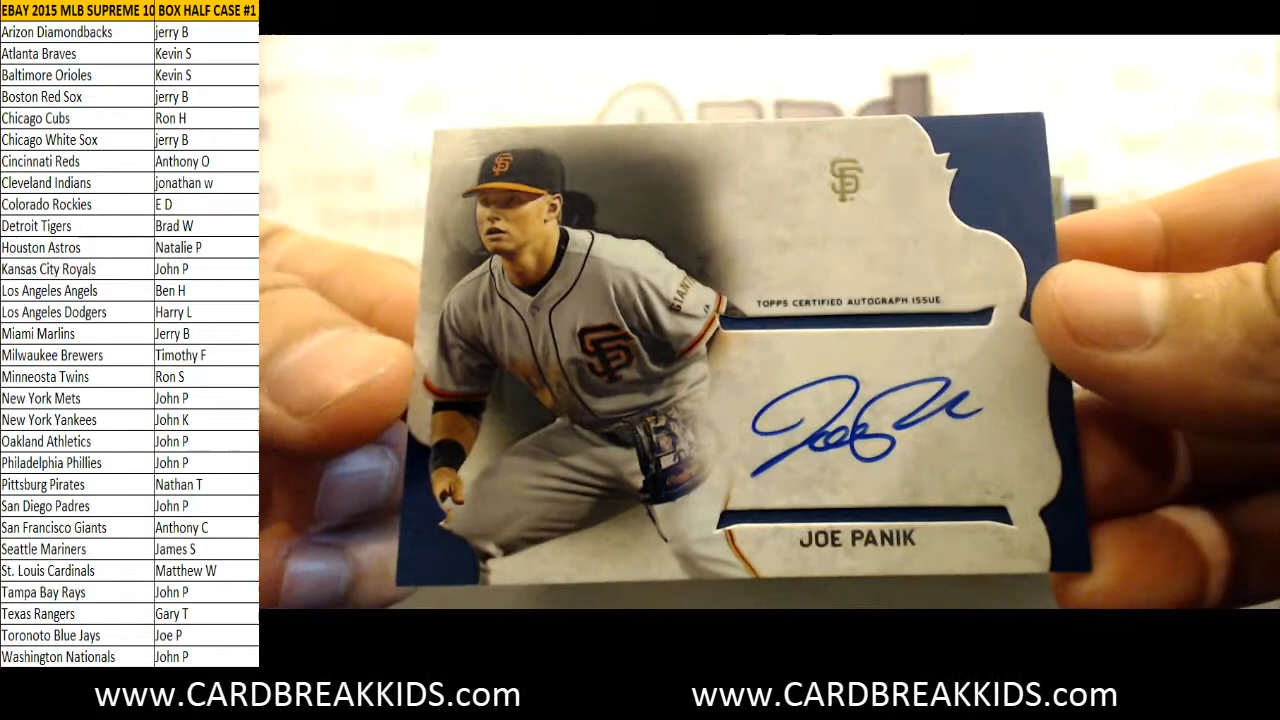 EBAY 2015 MLB SUPREME 10 BOX HALF CASE #1
Arizon Diamondbacks jerry B
Atlanta Braves Kevin S
Baltimore Orioles Kevin S
Boston Red Sox jerry B
Chicago Cubs Ron H
Chicago White Sox jerry B
Cincinnati Reds Anthony O
Cleveland Indians jonathan w
Colorado Rockies E D
Detroit Tigers Brad W
Houston Astros Natalie P
Kansas City Royals John P
Los Angeles Angels Ben H
Los Angeles Dodgers Harry L
Miami Marlins Jerry B
Milwaukee Brewers Timothy F
Minneosta Twins Ron S
New York Mets John P
New York Yankees John K
Oakland Athletics John P
Philadelphia Phillies John P
Pittsburg Pirates Nathan T
San Diego Padres John P
San Francisco Giants Anthony C
Seattle Mariners James S
St. Louis Cardinals Matthew W
Tampa Bay Rays John P
Texas Rangers Gary T
Toronoto Blue Jays Joe P
Washington Nationals John P
SF
SF
GIANTS
SF
TOPPS CERTIFIED AUTOGRAPH ISSUE
JOE PANIK
www.CARDBREAKKIDS.com www.CARDBREAKKIDS.com